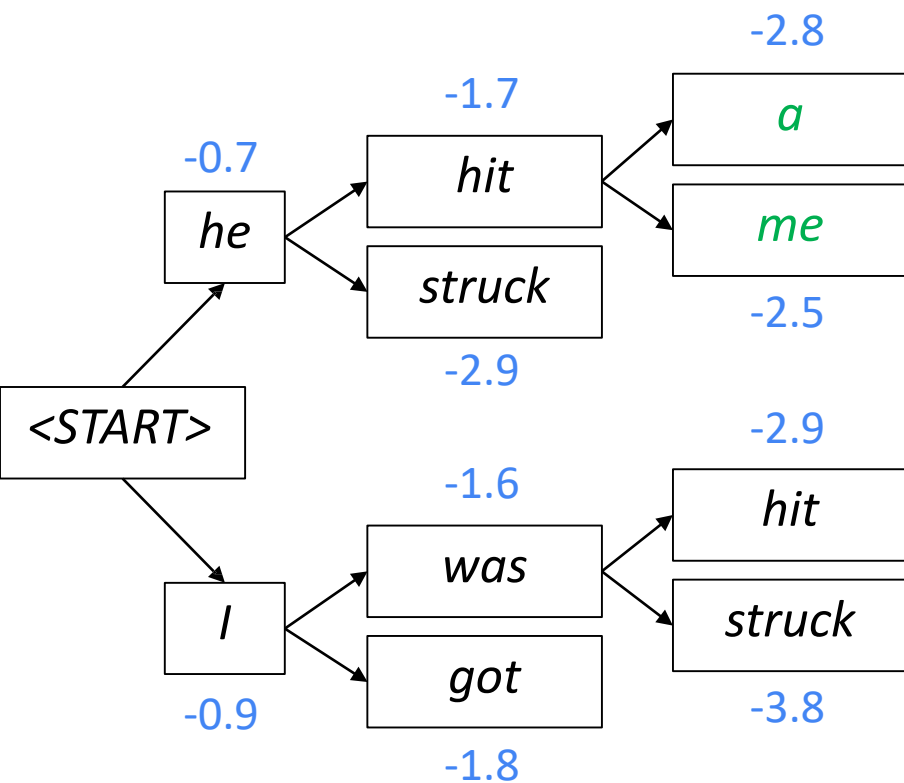 -2.8
-1.7
a
-0.7
hit
he
me
struck
-2.5
-2.9
<START>
-2.9
-1.6
hit
was
I
struck
got
-0.9
-3.8
-1.8